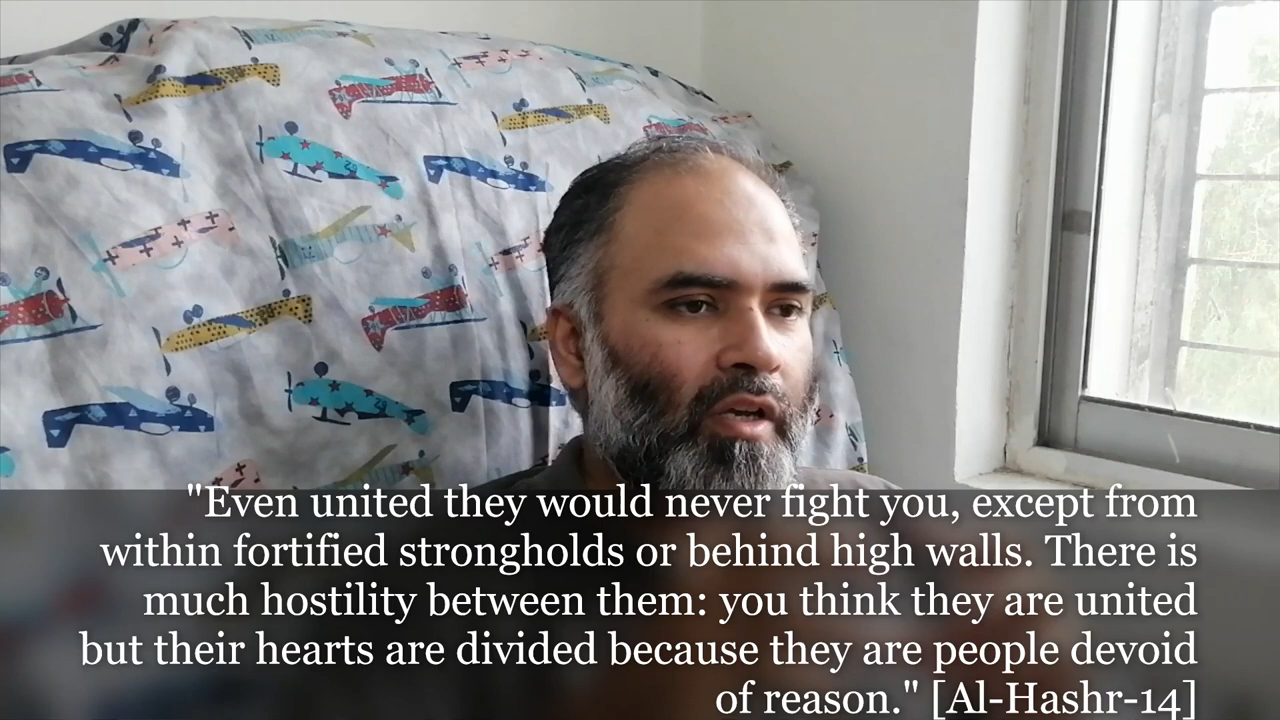 "Even united they would never fight you, except from
within fortified strongholds or behind high walls. There is
much hostility between them: you think they are united
but their hearts are divided because they are people devoid
of reason." [Al-Hashr-14]